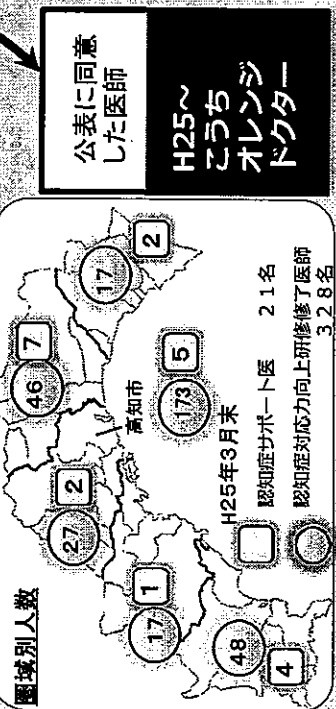 圏域別人数
46
7
27
2
高知市
17
2
17
1
173
5
48
4
H25年3月末
認知症サポート医　21名
認知症対応力向上研修修了医師
328名
公表に同意
した医師
H25～
こうち
オレンジ
ドクター